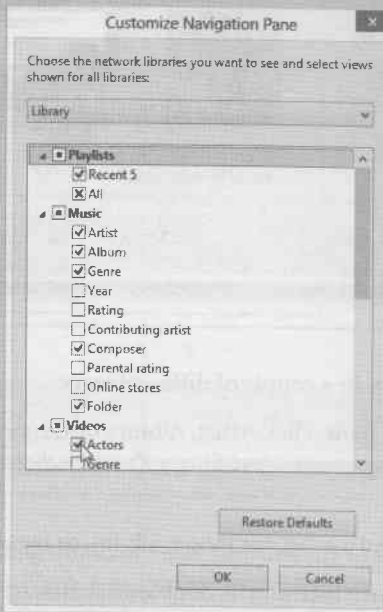 Customize Navigation Pane
Choose the network libraries you want to see and select views
shown for all libraries:
Library
Playlists
Recent 5
All
Music
Artist
Album
Genre
Year
Rating
Contributing artist
Composer
Parental rating
Online stores
Folder
Videos
Actors
Genre
Restore Defaults
OK
Cancel